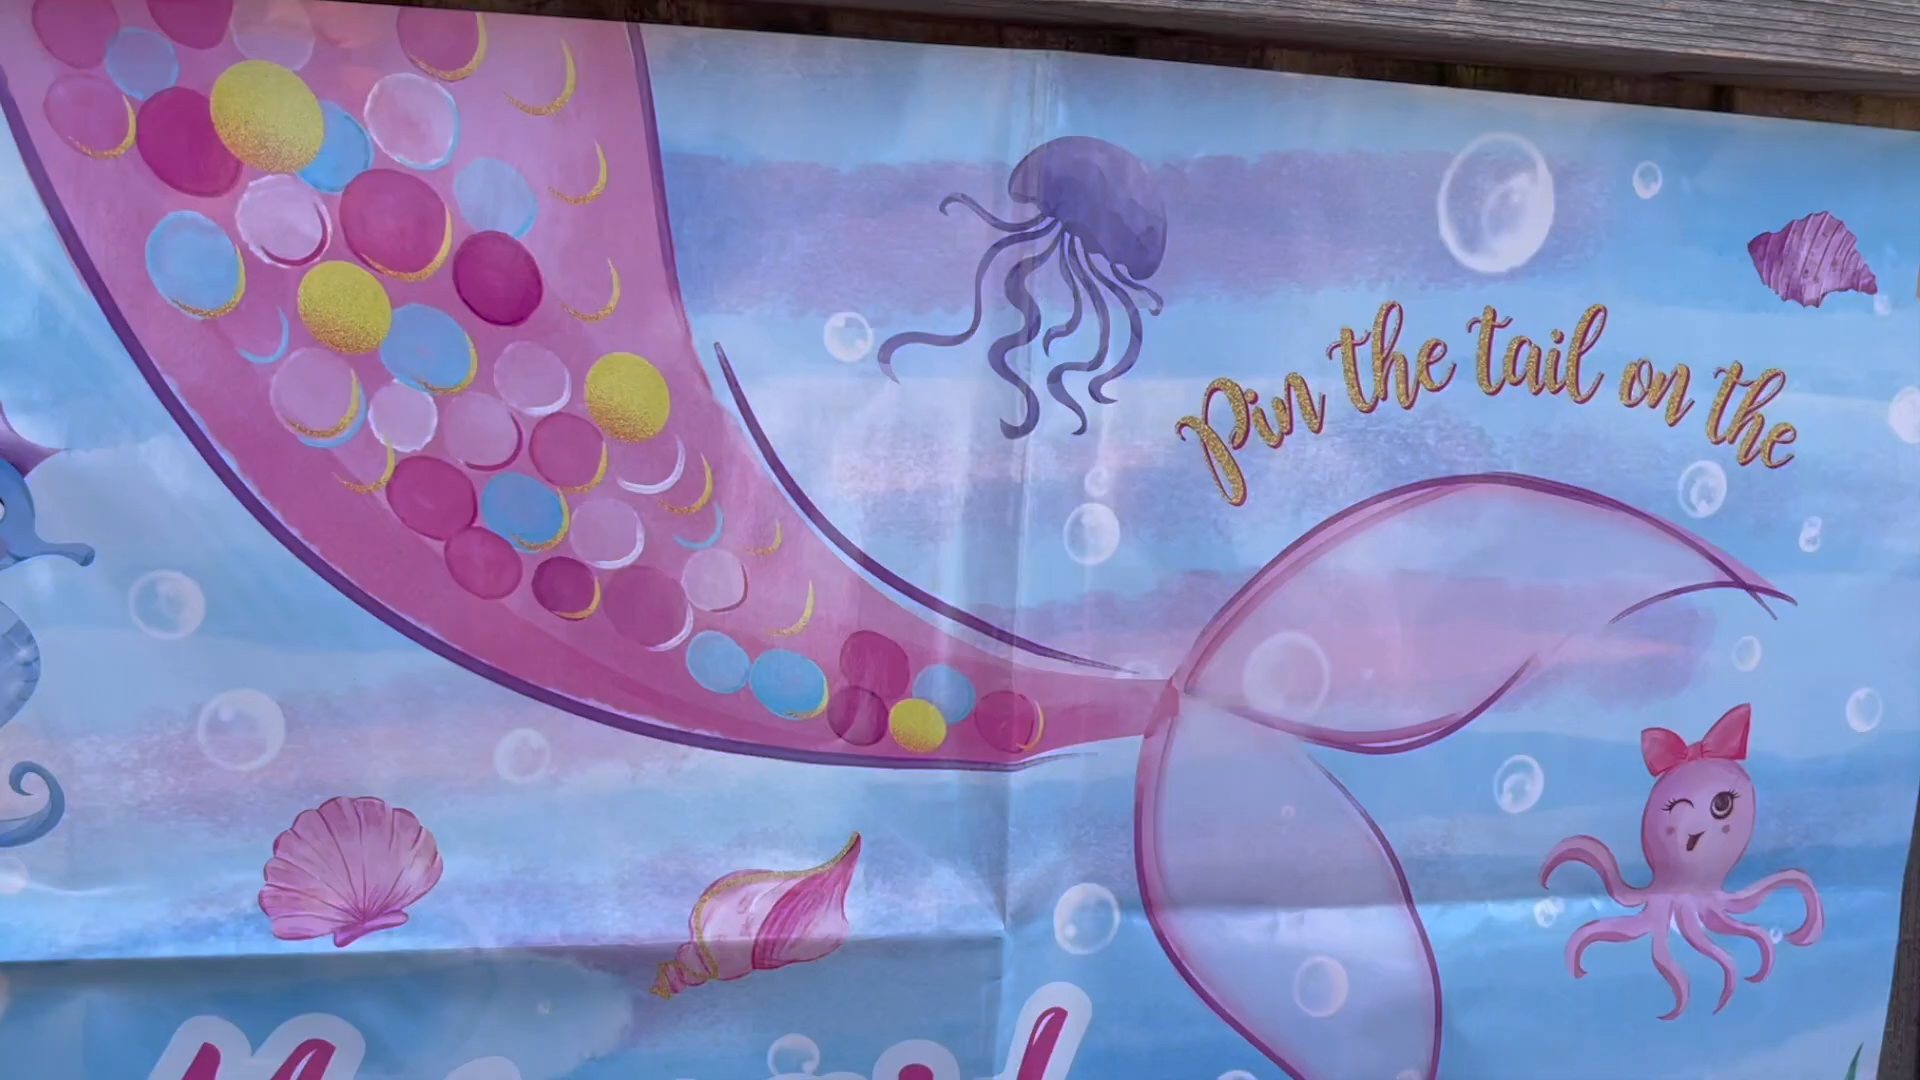 Pin the tail on the